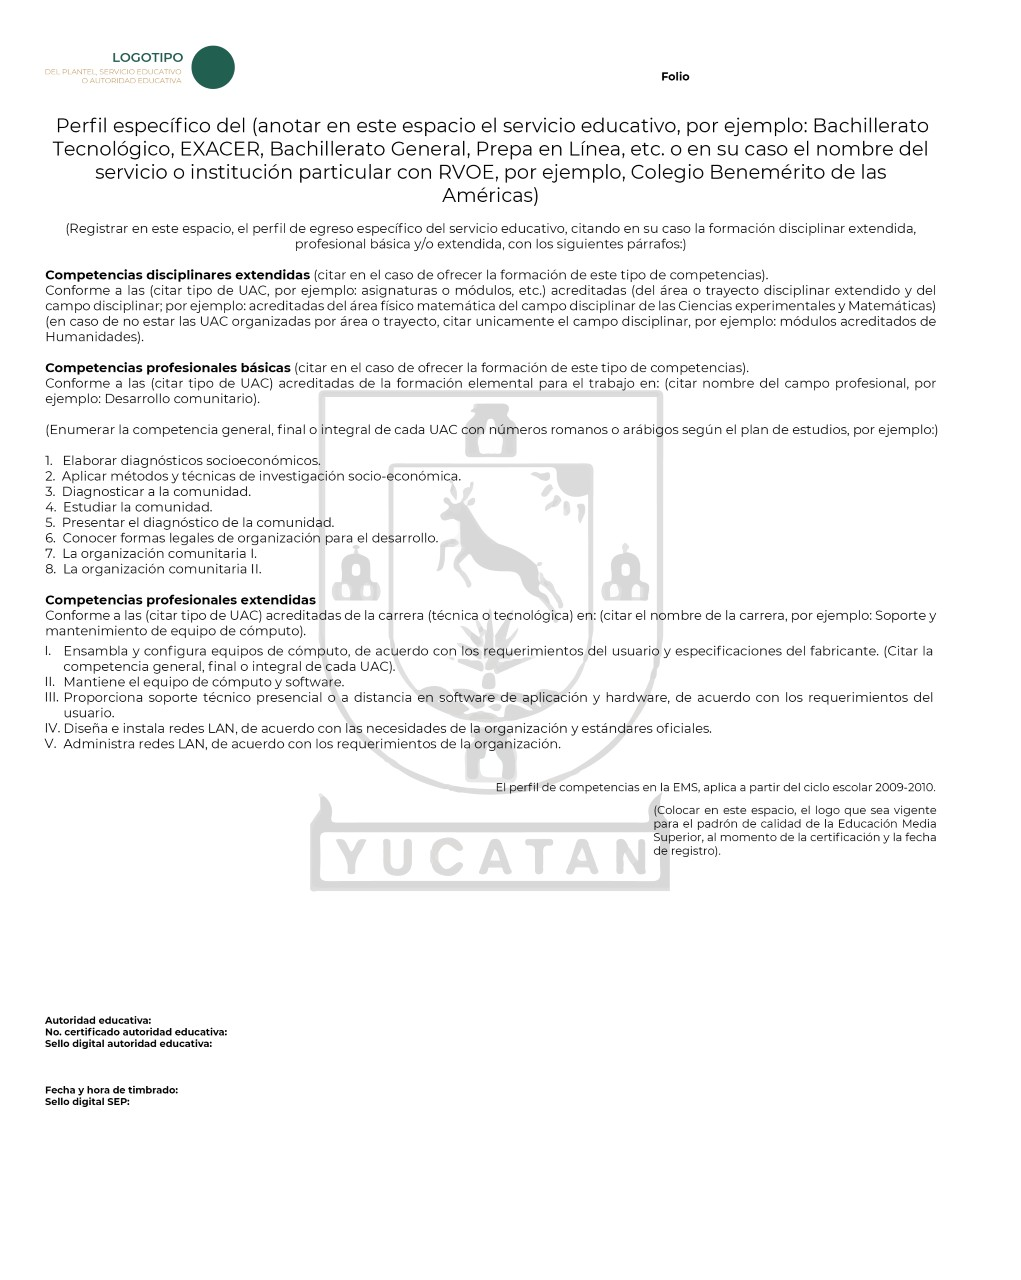 LOGOTIPO
DEL PLANTEL, SERVICIO EDUCATIVO
O AUTORIDAD EDUCATIVA
Folio
Perfil específico del (anotar en este espacio el servicio educativo, por ejemplo: Bachillerato
Tecnológico, EXACER, Bachillerato General, Prepa en Línea, etc. o en su caso el nombre del
servicio o institución particular con RVOE, por ejemplo, Colegio Benemérito de las
Américas)
(Registrar en este espacio, el perfil de egreso específico del servicio educativo, citando en su caso la formación disciplinar extendida,
profesional básica y/o extendida, con los siguientes párrafos:)
Competencias disciplinares extendidas (citar en el caso de ofrecer la formación de este tipo de competencias).
Conforme a las (citar tipo de UAC, por ejemplo: asignaturas o módulos, etc.) acreditadas (del área o trayecto disciplinar extendido y del
campo disciplinar; por ejemplo: acreditadas del área físico matemática del campo disciplinar de las Ciencias experimentales y Matemáticas)
(en caso de no estar las UAC organizadas por área o trayecto, citar unicamente el campo disciplinar, por ejemplo: módulos acreditados de
Humanidades).
Competencias profesionales básicas (citar en el caso de ofrecer la formación de este tipo de competencias).
Conforme a las (citar tipo de UAC) acreditadas de la formación elemental para el trabajo en: (citar nombre del campo profesional, por
ejemplo: Desarrollo comunitario).
(Enumerar la competencia general, final o integral de cada UAC con números romanos o arábigos según el plan de estudios, por ejemplo:)
1. Elaborar diagnósticos socioeconómicos.
2. Aplicar métodos y técnicas de investigación socio-económica.
3. Diagnosticar a la comunidad.
4. Estudiar la comunidad.
5. Presentar el diagnóstico de la comunidad.
6. Conocer formas legales de organización para el desarrollo.
7. La organización comunitaria I.
8. La organización comunitaria II.
Competencias profesionales extendidas
Conforme a las (citar tipo de UAC) acreditadas de la carrera (técnica o tecnológica) en: (citar el nombre de la carrera, por ejemplo: Soporte y
mantenimiento de equipo de cómputo).
I. Ensambla y configura equipos de cómputo, de acuerdo con los requerimientos del usuario y especificaciones del fabricante. (Citar la
competencia general, final o integral de cada UAC).
II. Mantiene el equipo de cómputo y software.
III. Proporciona soporte técnico presencial o a distancia en software de aplicación y hardware, de acuerdo con los requerimientos del
usuario.
IV. Diseña e instala redes LAN, de acuerdo con las necesidades de la organización y estándares oficiales.
V. Administra redes LAN, de acuerdo con los requerimientos de la organización.
El perfil de competencias en la EMS, aplica a partir del ciclo escolar 2009-2010.
(Colocar en este espacio, el logo que sea vigente
para el padrón de calidad de la Educación Media
Superior, al momento de la certificación y la fecha
de registro).
YUCATAN
Autoridad educativa:
No. certificado autoridad educativa:
Sello digital autoridad educativa:
Fecha y hora de timbrado:
Sello digital SEP: